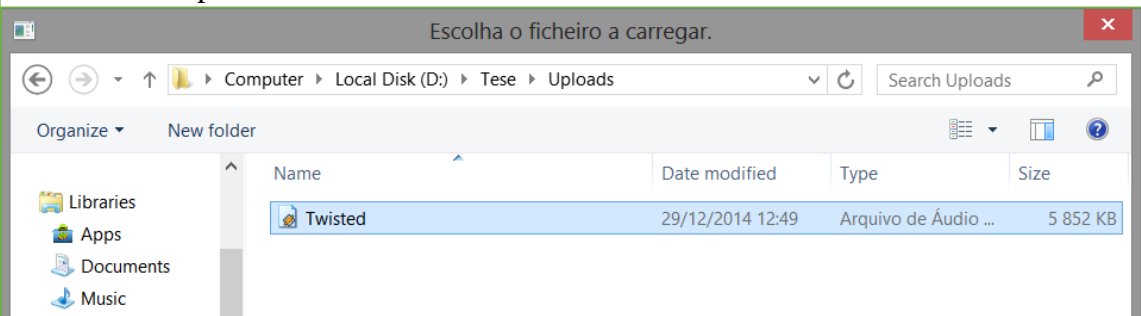 Escolha o ficheiro a carregar.
Computer Local Disk (D:) Tese Uploads
Search Uploads
Organize
New folder
Name Date modified Type Size
Libraries
Twisted 29/12/2014 12:49 Arquivo de Áudio ... 5 852 KB
Apps
Documents
Music